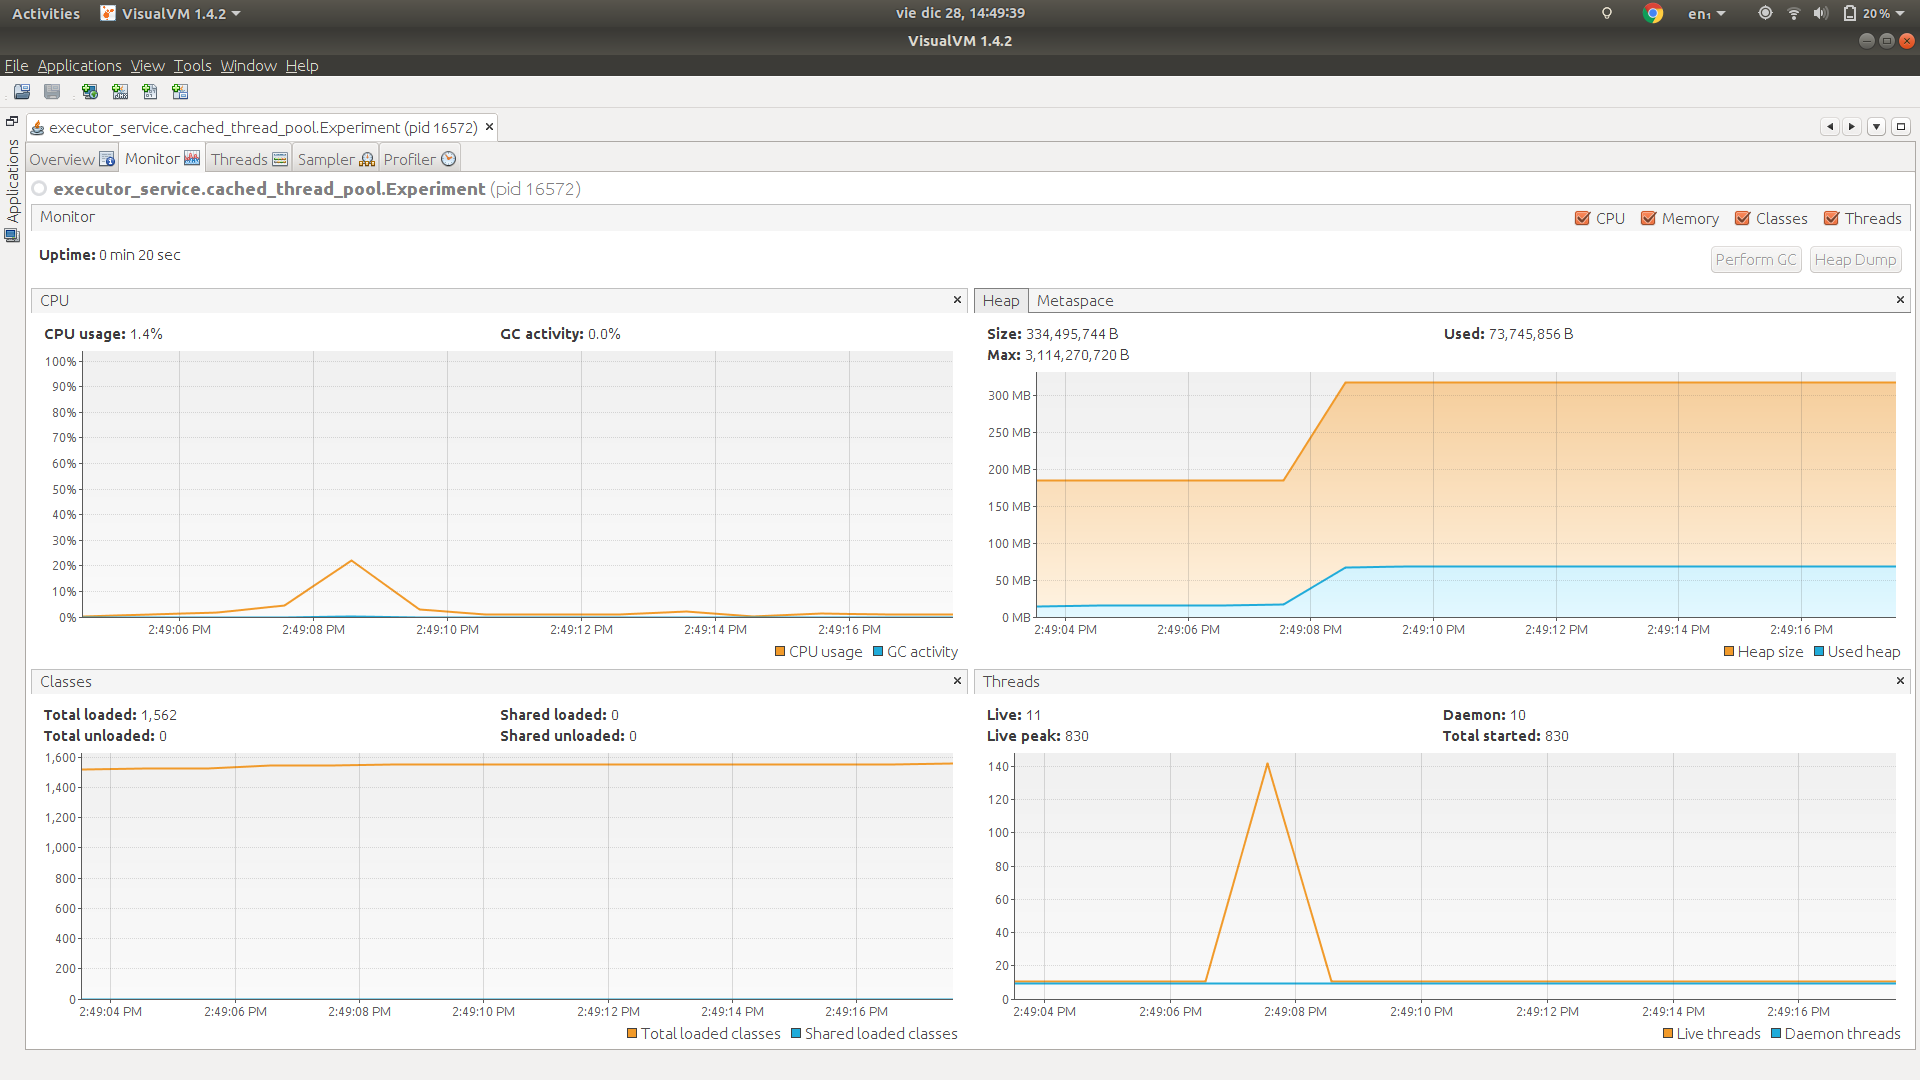 Activities VisualVM 1.4.2 vie dic 28, 14:49:39 en₁ 20 %
VisualVM 1.4.2
File Applications View Tools Window Help
executor_service.cached_thread_pool.Experiment (pid 16572)
Applications
Overview Monitor Threads Sampler Profiler
executor_service.cached_thread_pool.Experiment (pid 16572)
Monitor CPU Memory Classes Threads
Uptime: 0 min 20 sec Perform GC Heap Dump
CPU
CPU usage: 1.4% GC activity: 0.0%
100%
90%
80%
70%
60%
50%
40%
30%
20%
10%
0%
2:49:06 PM 2:49:08 PM 2:49:10 PM 2:49:12 PM 2:49:14 PM 2:49:16 PM
CPU usage GC activity
Heap Metaspace
Size: 334,495,744 B Used: 73,745,856 B
Max: 3,114,270,720 B
300 MB
250 MB
200 MB
150 MB
100 MB
50 MB
0 MB
2:49:04 PM 2:49:06 PM 2:49:08 PM 2:49:10 PM 2:49:12 PM 2:49:14 PM 2:49:16 PM
Heap size Used heap
Classes
Total loaded: 1,562 Shared loaded: 0
Total unloaded: 0 Shared unloaded: 0
1,600
1,400
1,200
1,000
800
600
400
200
0
2:49:04 PM 2:49:06 PM 2:49:08 PM 2:49:10 PM 2:49:12 PM 2:49:14 PM 2:49:16 PM
Total loaded classes Shared loaded classes
Threads
Live: 11 Daemon: 10
Live peak: 830 Total started: 830
140
120
100
80
60
40
20
0
2:49:04 PM 2:49:06 PM 2:49:08 PM 2:49:10 PM 2:49:12 PM 2:49:14 PM 2:49:16 PM
Live threads Daemon threads